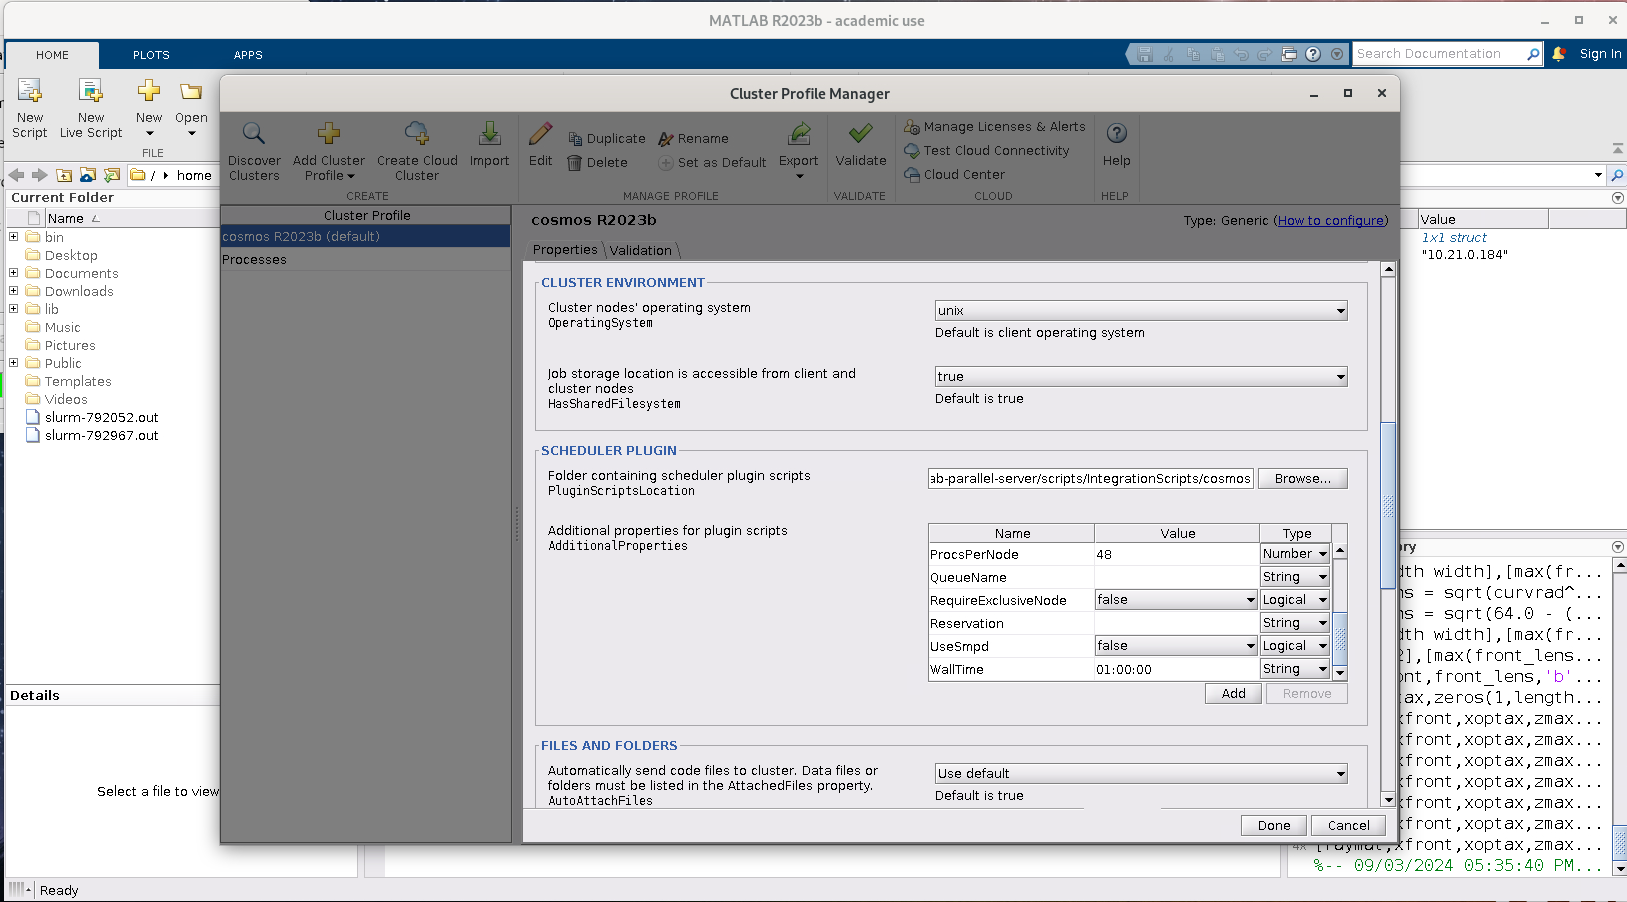 MATLAB R2023b - academic use
HOME
PLOTS
APPS
Search Documentation
Sign In
New Script
New Live Script
New
Open
FILE
/
home
Current Folder
Name
bin
Desktop
Documents
Downloads
lib
Music
Pictures
Public
Templates
Videos
slurm-792052.out
slurm-792967.out
Details
Select a file to view
Ready
Cluster Profile Manager
Discover Clusters
Add Cluster Profile
Create Cloud Cluster
Import
CREATE
Edit
Duplicate
Delete
Rename
Set as Default
Export
MANAGE PROFILE
Validate
VALIDATE
Manage Licenses & Alerts
Test Cloud Connectivity
Cloud Center
CLOUD
Help
HELP
Cluster Profile
cosmos R2023b (default)
Processes
cosmos R2023b
Type: Generic (How to configure)
Properties
Validation
CLUSTER ENVIRONMENT
Cluster nodes' operating system
OperatingSystem
unix
Default is client operating system
Job storage location is accessible from client and
cluster nodes
HasSharedFilesystem
true
Default is true
SCHEDULER PLUGIN
Folder containing scheduler plugin scripts
PluginScriptsLocation
ab-parallel-server/scripts/IntegrationScripts/cosmos
Browse...
Additional properties for plugin scripts
AdditionalProperties
Name Value Type
ProcsPerNode 48 Number
QueueName String
RequireExclusiveNode false Logical
Reservation String
UseSmpd false Logical
WallTime 01:00:00 String
Add
Remove
FILES AND FOLDERS
Automatically send code files to cluster. Data files or
folders must be listed in the AttachedFiles property.
AutoAttachFiles
Use default
Default is true
Done
Cancel
Value
1x1 struct
"10.21.0.184"
ry
dth width],[max(fr...
ns = sqrt(curvrad^...
ns = sqrt(64.0 - (...
dth width],[max(fr...
2],[max(front_lens...
ont,front_lens,'b'...
tax,zeros(1,length...
xfront,xoptax,zmax...
xfront,xoptax,zmax...
xfront,xoptax,zmax...
xfront,xoptax,zmax...
xfront,xoptax,zmax...
xfront,xoptax,zmax...
4x [raymat,xfront,xoptax,zmax...
%-- 09/03/2024 05:35:40 PM...